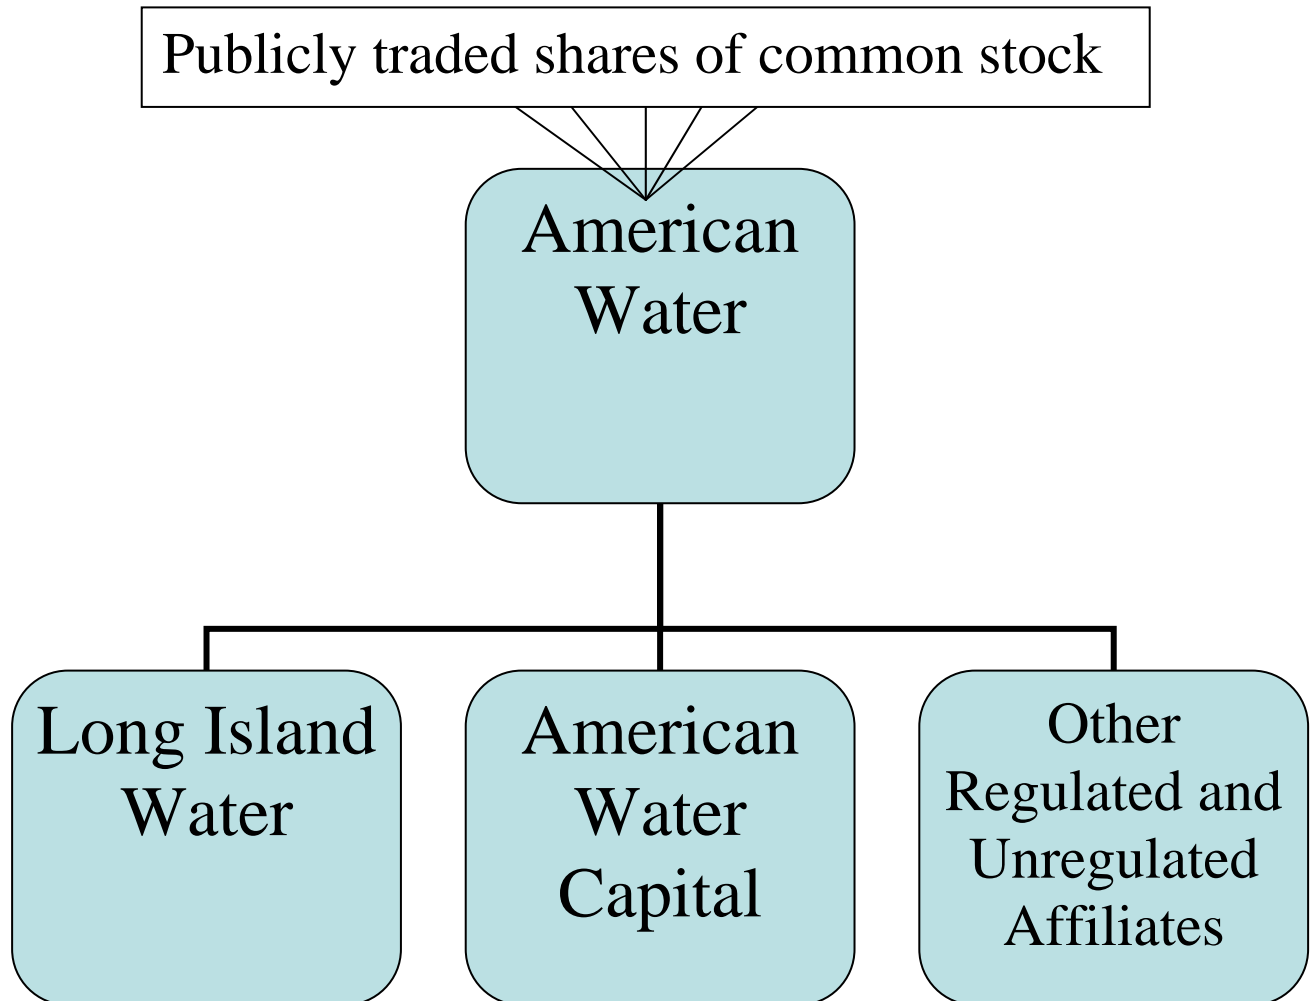 Publicly traded shares of common stock
American
Water
Long Island
Water
American
Water
Capital
Other
Regulated and
Unregulated
Affiliates